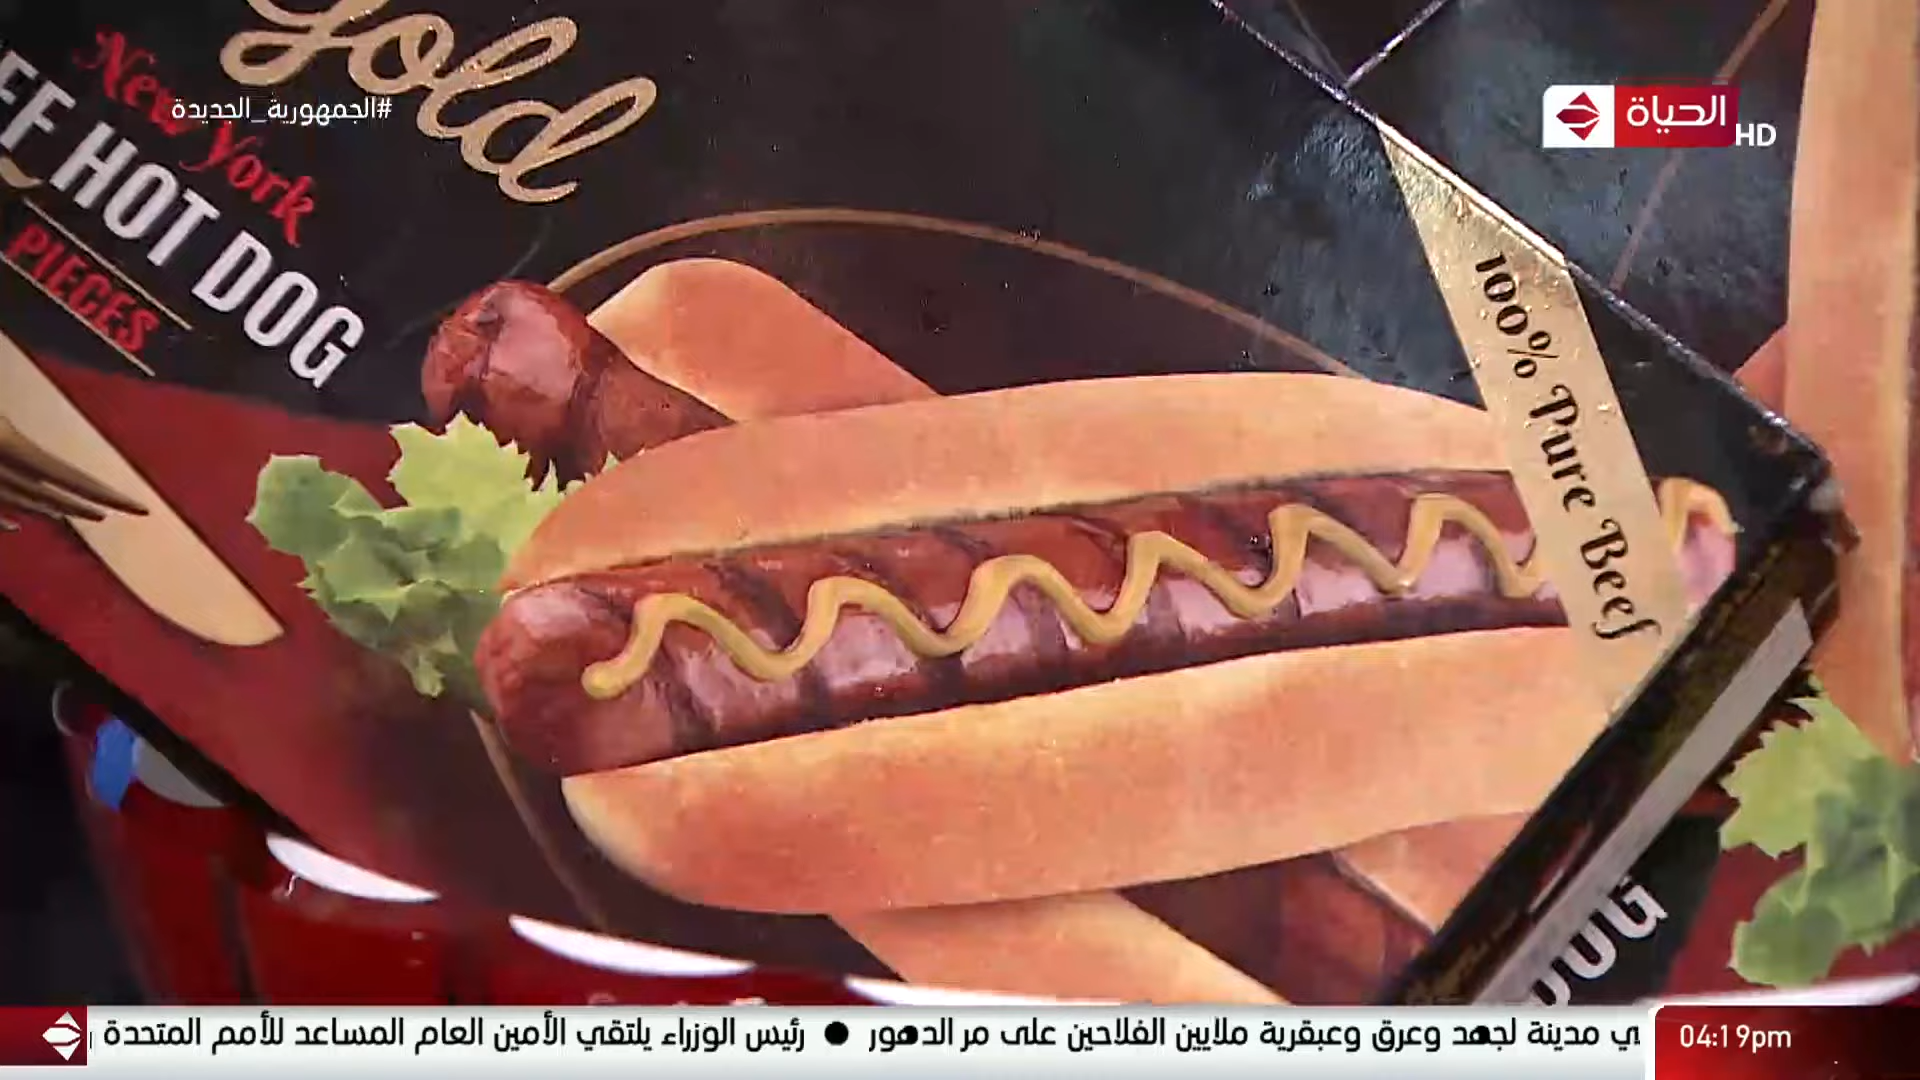 Gold
#الجمهورية_الجديدة
الحياة
HD
New York
HOT DOG
PIECES
100% Pure Beef
DOG
مدينة لجهد وعرق وعبقرية ملايين الفلاحين على مر الدهور ● رئيس الوزراء يلتقي الأمين العام المساعد للأمم المتحدة
04:19pm